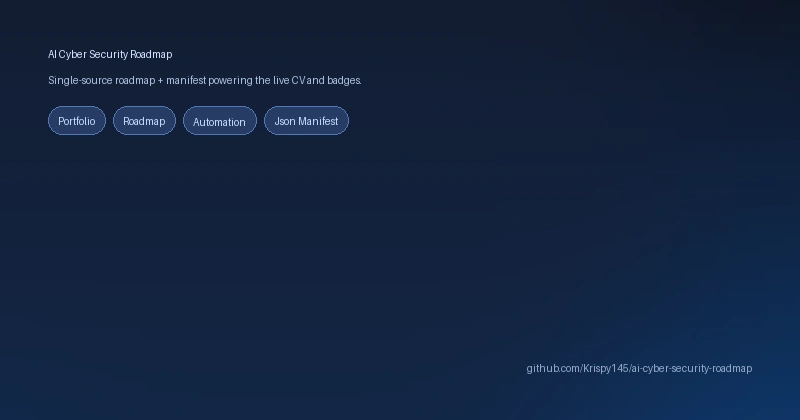 AI Cyber Security Roadmap
Single-source roadmap + manifest powering the live CV and badges.
Portfolio Roadmap Automation Json Manifest
github.com/Krispy145/ai-cyber-security-roadmap